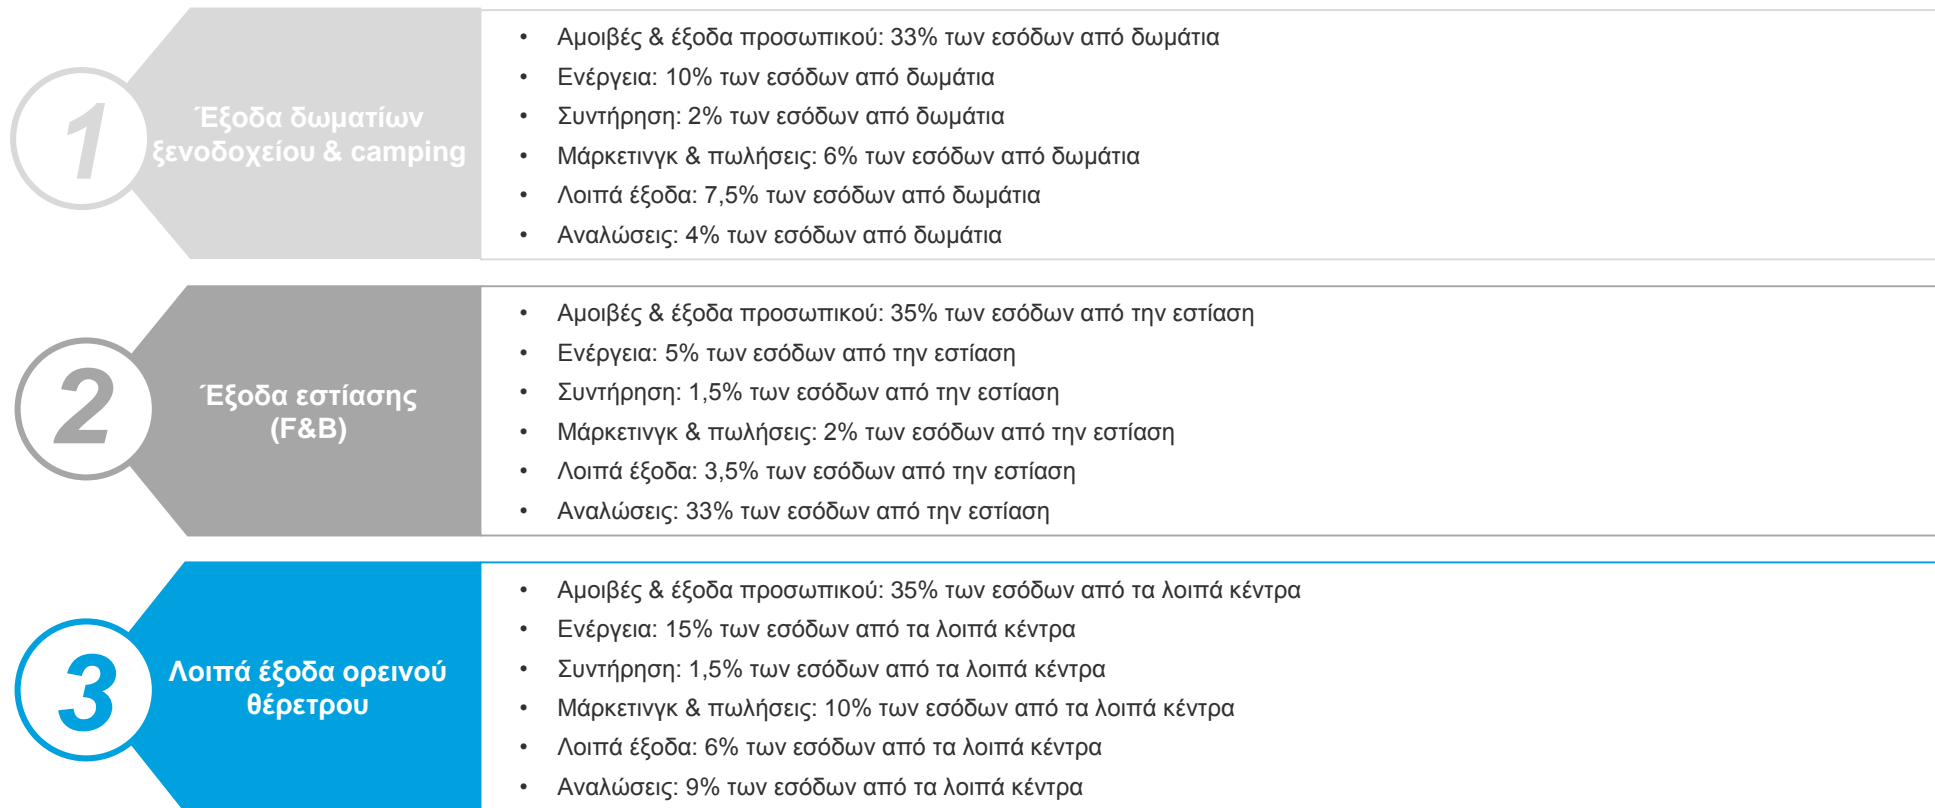 1
Έξοδα δωματίων
ξενοδοχείου & camping
• Αμοιβές & έξοδα προσωπικού: 33% των εσόδων από δωμάτια
• Ενέργεια: 10% των εσόδων από δωμάτια
• Συντήρηση: 2% των εσόδων από δωμάτια
• Μάρκετινγκ & πωλήσεις: 6% των εσόδων από δωμάτια
• Λοιπά έξοδα: 7,5% των εσόδων από δωμάτια
• Αναλώσεις: 4% των εσόδων από δωμάτια
2
Έξοδα εστίασης
(F&B)
• Αμοιβές & έξοδα προσωπικού: 35% των εσόδων από την εστίαση
• Ενέργεια: 5% των εσόδων από την εστίαση
• Συντήρηση: 1,5% των εσόδων από την εστίαση
• Μάρκετινγκ & πωλήσεις: 2% των εσόδων από την εστίαση
• Λοιπά έξοδα: 3,5% των εσόδων από την εστίαση
• Αναλώσεις: 33% των εσόδων από την εστίαση
3
Λοιπά έξοδα ορεινού
θέρετρου
• Αμοιβές & έξοδα προσωπικού: 35% των εσόδων από τα λοιπά κέντρα
• Ενέργεια: 15% των εσόδων από τα λοιπά κέντρα
• Συντήρηση: 1,5% των εσόδων από τα λοιπά κέντρα
• Μάρκετινγκ & πωλήσεις: 10% των εσόδων από τα λοιπά κέντρα
• Λοιπά έξοδα: 6% των εσόδων από τα λοιπά κέντρα
• Αναλώσεις: 9% των εσόδων από τα λοιπά κέντρα